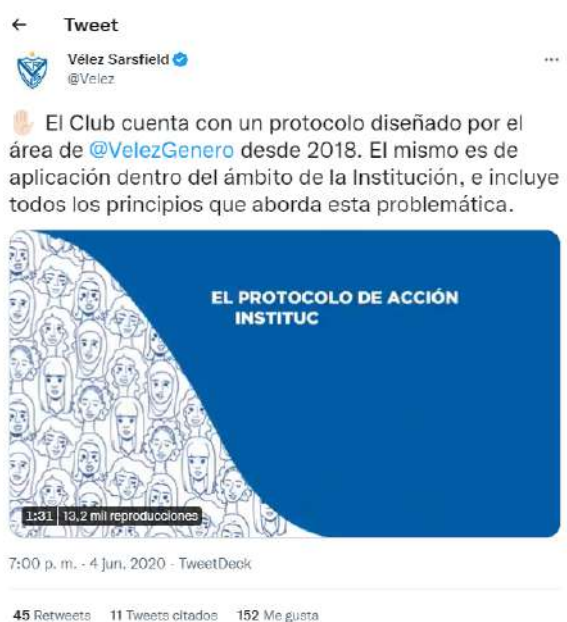 ← Tweet
Vélez Sarsfield
@Velez
El Club cuenta con un protocolo diseñado por el
área de @VelezGenero desde 2018. El mismo es de
aplicación dentro del ámbito de la Institución, e incluye
todos los principios que aborda esta problemática.
EL PROTOCOLO DE ACCIÓN
INSTITUC
1:31 13,2 mil reproducciones
7:00 p. m. · 4 jun. 2020 · TweetDeck
45 Retweets 11 Tweets citados 152 Me gusta